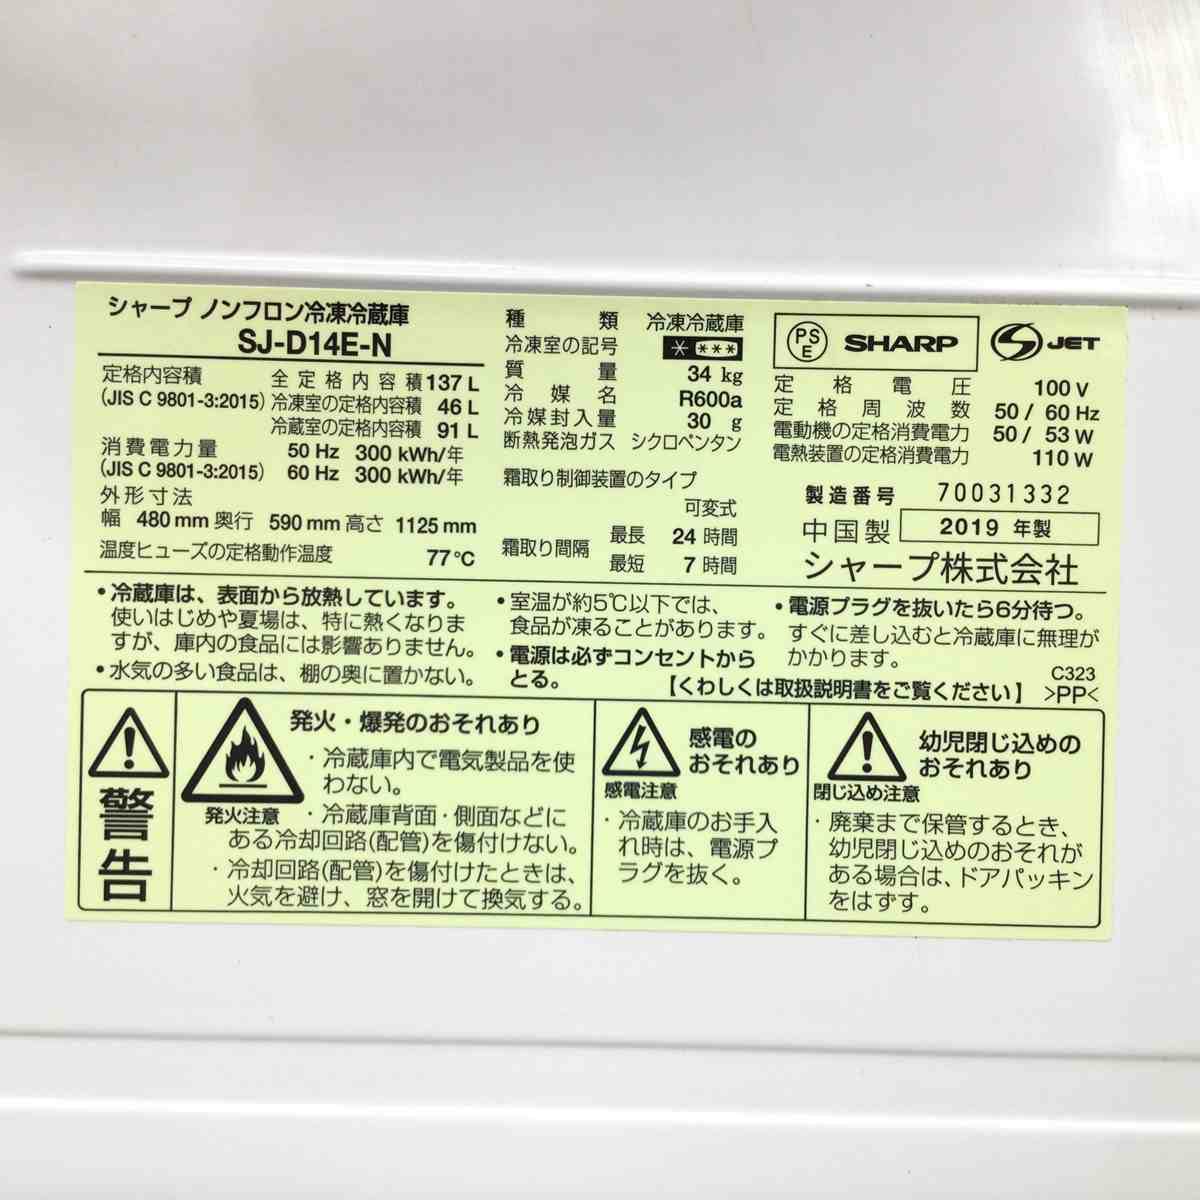 シャープ ノンフロン冷凍冷蔵庫
SJ-D14E-N
定格内容積 全定格内容積 137 L
(JIS C 9801-3:2015) 冷凍室の定格内容積 46 L
冷蔵室の定格内容積 91 L
消費電力量 50 Hz 300 kWh/年
(JIS C 9801-3:2015) 60 Hz 300 kWh/年
外形寸法
幅 480 mm 奥行 590 mm 高さ 1125 mm
温度ヒューズの定格動作温度 77℃
種類 冷凍冷蔵庫
冷凍室の記号 * ***
質量 34 kg
冷媒名 R600a
冷媒封入量 30 g
断熱発泡ガス シクロペンタン
霜取り制御装置のタイプ
可変式
霜取り間隔 最長 24 時間
最短 7 時間
PS
E
SHARP
S JET
定格電圧 100 V
定格周波数 50 / 60 Hz
電動機の定格消費電力 50 / 53 W
電熱装置の定格消費電力 110 W
製造番号 70031332
中国製 2019 年製
シャープ株式会社
・冷蔵庫は、表面から放熱しています。
使いはじめや夏場は、特に熱くなりま
すが、庫内の食品には影響ありません。
・水気の多い食品は、棚の奥に置かない。
・室温が約5℃以下では、
食品が凍ることがあります。
・電源は必ずコンセントから
とる。
・電源プラグを抜いたら6分待つ。
すぐに差し込むと冷蔵庫に無理が
かかります。
【くわしくは取扱説明書をご覧ください】
C323
>PP<
警告
発火・爆発のおそれあり
発火注意
・冷蔵庫内で電気製品を使
わない。
・冷蔵庫背面・側面などに
ある冷却回路(配管)を傷付けない。
・冷却回路(配管)を傷付けたときは、
火気を避け、窓を開けて換気する。
感電の
おそれあり
感電注意
・冷蔵庫のお手入
れ時は、電源プ
ラグを抜く。
幼児閉じ込めの
おそれあり
閉じ込め注意
・廃棄まで保管するとき、
幼児閉じ込めのおそれが
ある場合は、ドアパッキン
をはずす。